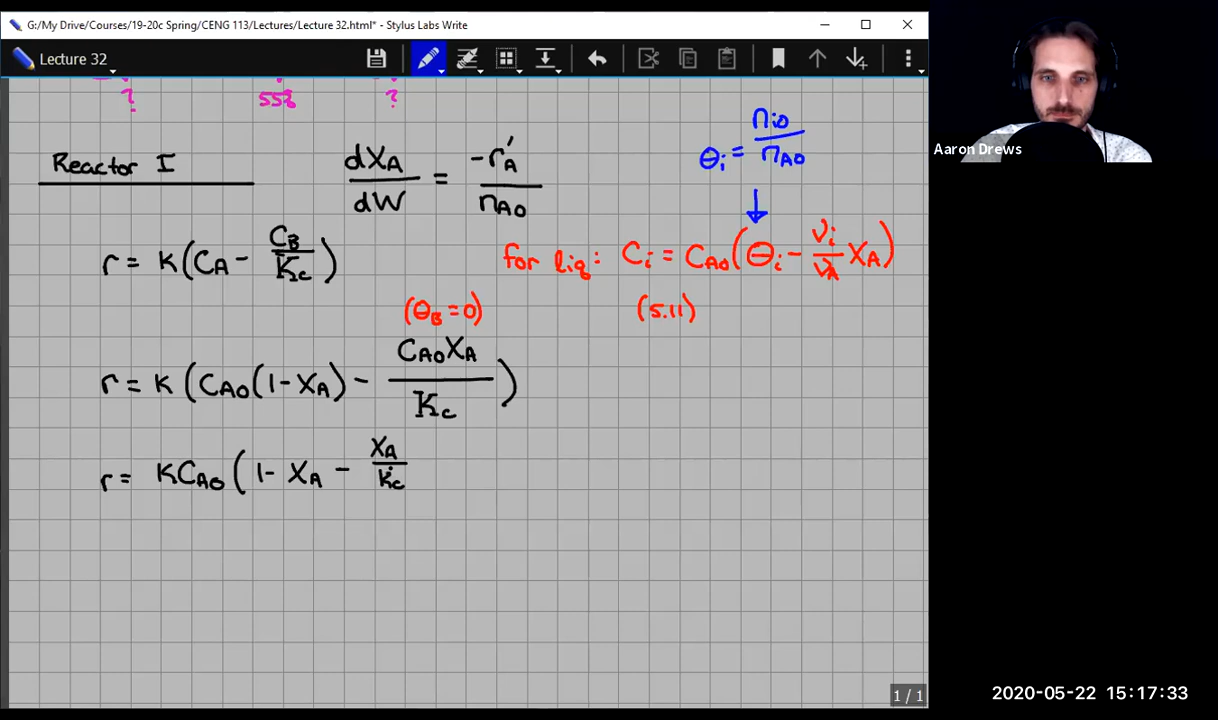 G:/My Drive/Courses/19-20c Spring/CENG 113/Lectures/Lecture 32.html* - Stylus Labs Write
Lecture 32
? 55% ?
Θi = ni0/nA0
Aaron Drews
Reactor I
dXA/dW = -rA'/nA0
r = K(CA - CB/Kc)
for liq: Ci = CA0(Θi - νi/νA XA)
(ΘB = 0) (5.11)
r = K(CA0(1-XA) - CA0XA/Kc)
r = KCA0(1- XA - XA/Kc
1 / 1
2020-05-22 15:17:33